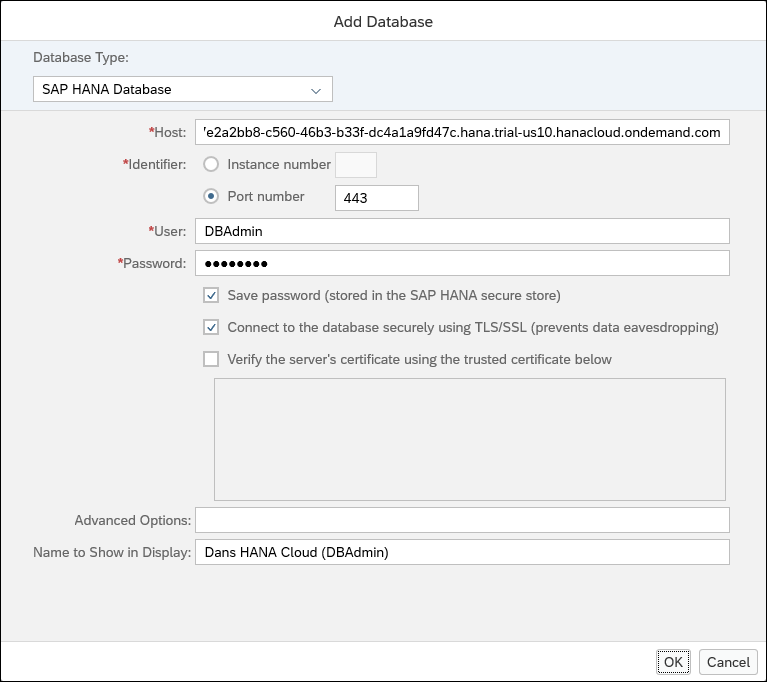 Add Database
Database Type:
SAP HANA Database
*Host: e2a2bb8-c560-46b3-b33f-dc4a1a9fd47c.hana.trial-us10.hanacloud.ondemand.com
*Identifier: Instance number
Port number 443
*User: DBAdmin
*Password: ●●●●●●●●
Save password (stored in the SAP HANA secure store)
Connect to the database securely using TLS/SSL (prevents data eavesdropping)
Verify the server's certificate using the trusted certificate below
Advanced Options:
Name to Show in Display: Dans HANA Cloud (DBAdmin)
OK Cancel